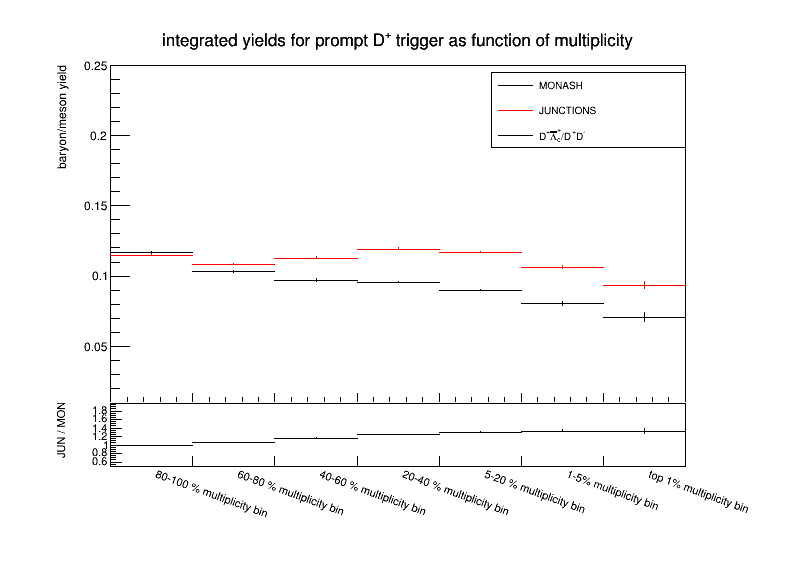 integrated yields for prompt D⁺ trigger as function of multiplicity
baryon/meson yield
0.25
0.2
0.15
0.1
0.05
MONASH
JUNCTIONS
JUN / MON
1.8
1.6
1.4
1.2
1
0.8
0.6
80-100 % multiplicity bin
60-80 % multiplicity bin
40-60 % multiplicity bin
20-40 % multiplicity bin
5-20 % multiplicity bin
1-5% multiplicity bin
top 1% multiplicity bin